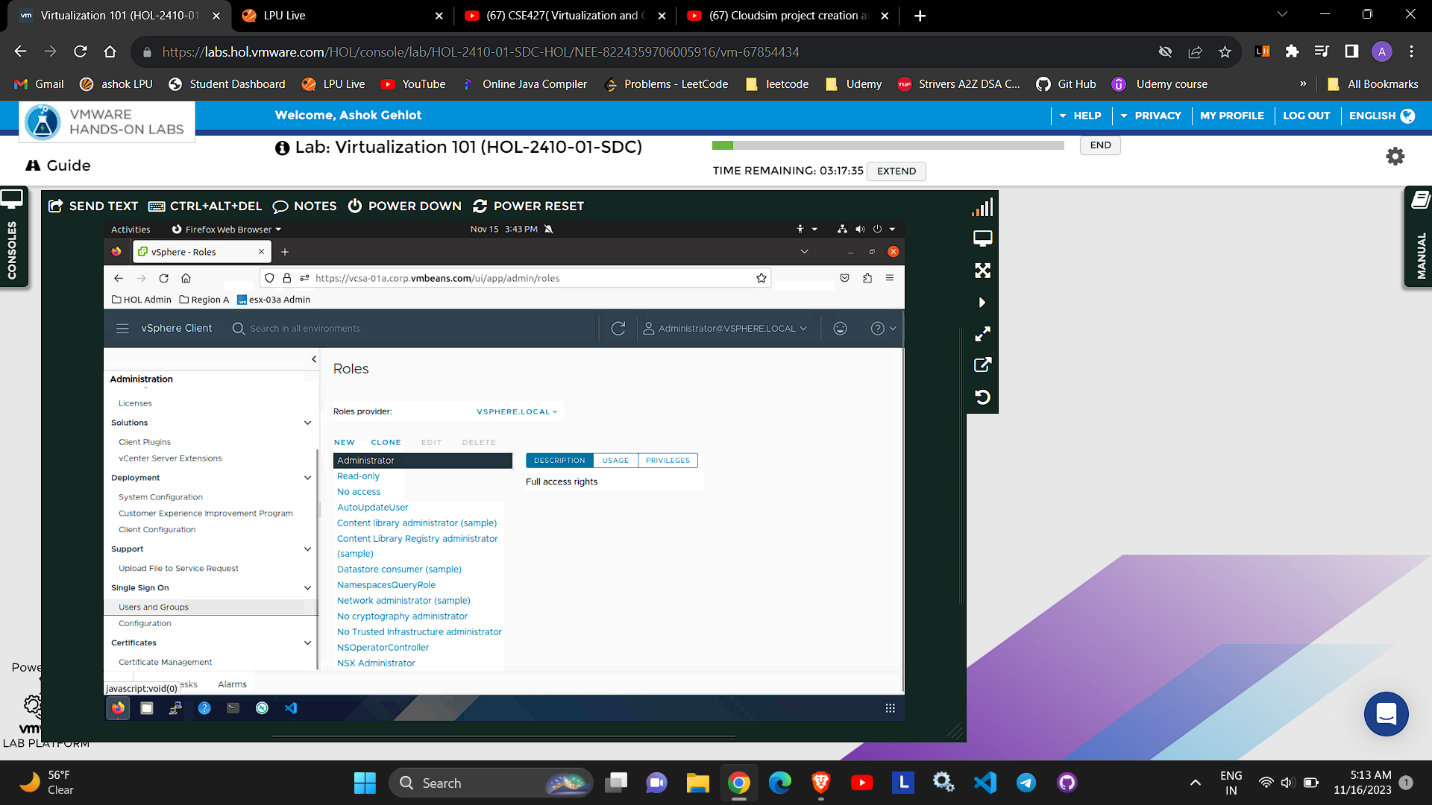 Virtualization 101 (HOL-2410-01
LPU Live
(67) CSE427( Virtualization and C
(67) Cloudsim project creation a
https://labs.hol.vmware.com/HOL/console/lab/HOL-2410-01-SDC-HOL/NEE-8224359706005916/vm-67854434
A
Gmail
ashok LPU
Student Dashboard
LPU Live
YouTube
Online Java Compiler
Problems - LeetCode
leetcode
Udemy
Strivers A2Z DSA C...
Git Hub
Udemy course
»
All Bookmarks
VMWARE
HANDS-ON LABS
Welcome, Ashok Gehlot
HELP
PRIVACY
MY PROFILE
LOG OUT
ENGLISH
Guide
Lab: Virtualization 101 (HOL-2410-01-SDC)
END
TIME REMAINING: 03:17:35
EXTEND
CONSOLES
MANUAL
SEND TEXT
CTRL+ALT+DEL
NOTES
POWER DOWN
POWER RESET
Activities
Firefox Web Browser
Nov 15 3:43 PM
vSphere - Roles
https://vcsa-01a.corp.vmbeans.com/ui/app/admin/roles
HOL Admin
Region A
esx-03a Admin
vSphere Client
Search in all environments
Administrator@VSPHERE.LOCAL
Administration
Licenses
Solutions
Client Plugins
vCenter Server Extensions
Deployment
System Configuration
Customer Experience Improvement Program
Client Configuration
Support
Upload File to Service Request
Single Sign On
Users and Groups
Configuration
Certificates
Certificate Management
Roles
Roles provider:
VSPHERE.LOCAL
NEW
CLONE
EDIT
DELETE
Administrator
Read-only
No access
AutoUpdateUser
Content library administrator (sample)
Content Library Registry administrator
(sample)
Datastore consumer (sample)
NamespacesQueryRole
Network administrator (sample)
No cryptography administrator
No Trusted Infrastructure administrator
NSOperatorController
NSX Administrator
DESCRIPTION
USAGE
PRIVILEGES
Full access rights
javascript:void(0)
asks
Alarms
Powe
vm
LAB PLATFORM
56°F
Clear
Search
L
ENG
IN
5:13 AM
11/16/2023
1